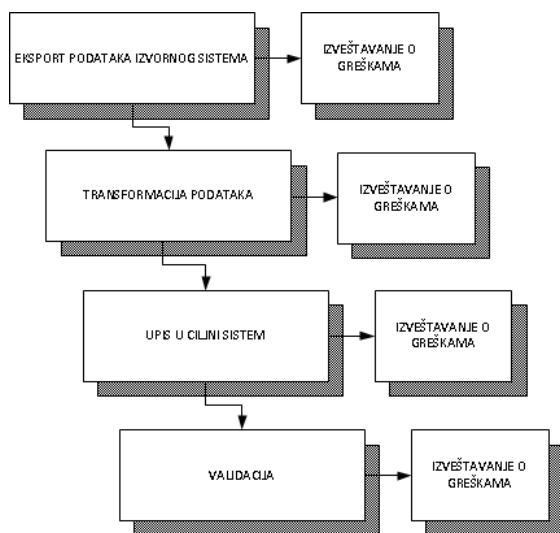 EKSPORT PODATAKA IZVORNOG SISTEMA
IZVEŠTAVANJE O
GREŠKAMA
TRANSFORMACIJA PODATAKA
IZVEŠTAVANJE O
GREŠKAMA
UPIS U CILJNI SISTEM
IZVEŠTAVANJE O
GREŠKAMA
VALIDACIJA
IZVEŠTAVANJE O
GREŠKAMA